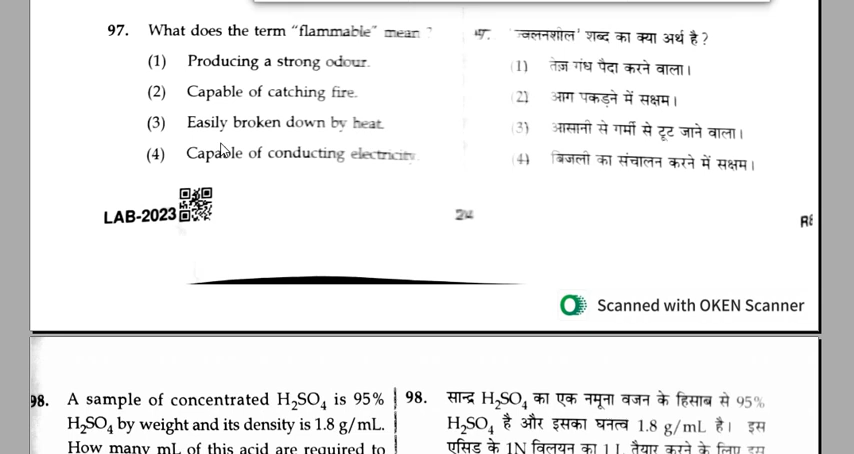 97. What does the term "flammable" mean ?
(1) Producing a strong odour.
(2) Capable of catching fire.
(3) Easily broken down by heat.
(4) Capable of conducting electricity.
97. 'ज्वलनशील' शब्द का क्या अर्थ है ?
(1) तेज़ गंध पैदा करने वाला।
(2) आग पकड़ने में सक्षम।
(3) आसानी से गर्मी से टूट जाने वाला।
(4) बिजली का संचालन करने में सक्षम।
LAB-2023
24
Scanned with OKEN Scanner
98. A sample of concentrated H₂SO₄ is 95%
H₂SO₄ by weight and its density is 1.8 g/mL.
How many mL of this acid are required to
98. सान्द्र H₂SO₄ का एक नमूना वजन के हिसाब से 95%
H₂SO₄ है और इसका घनत्व 1.8 g/mL है। इस
एसिड के 1N विलयन का 1 L तैयार करने के लिए इस